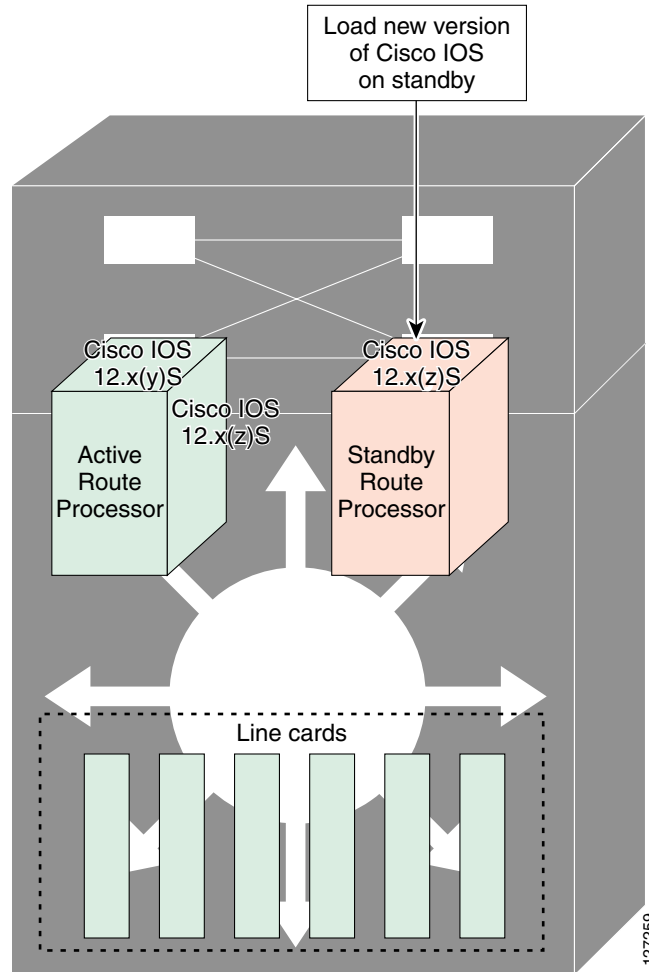 Load new version
of Cisco IOS
on standby
Cisco IOS
12.x(y)S
Cisco IOS
12.x(z)S
Cisco IOS
12.x(z)S
Active
Route
Processor
Standby
Route
Processor
Line cards
127259